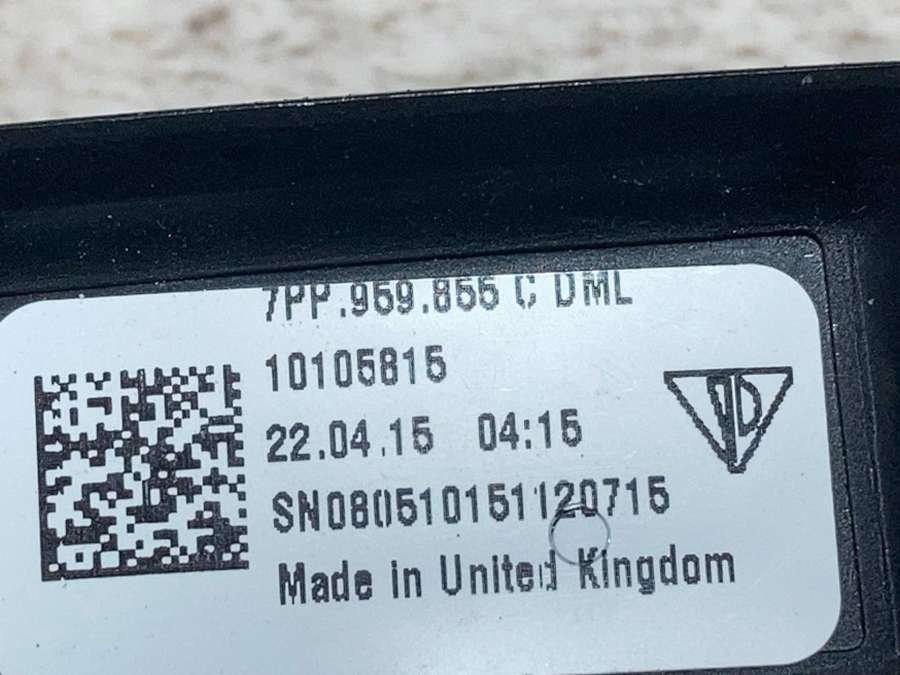 7PP.959.855 C DML
10105815
22.04.15 04:15
SN080510151120715
Made in United Kingdom